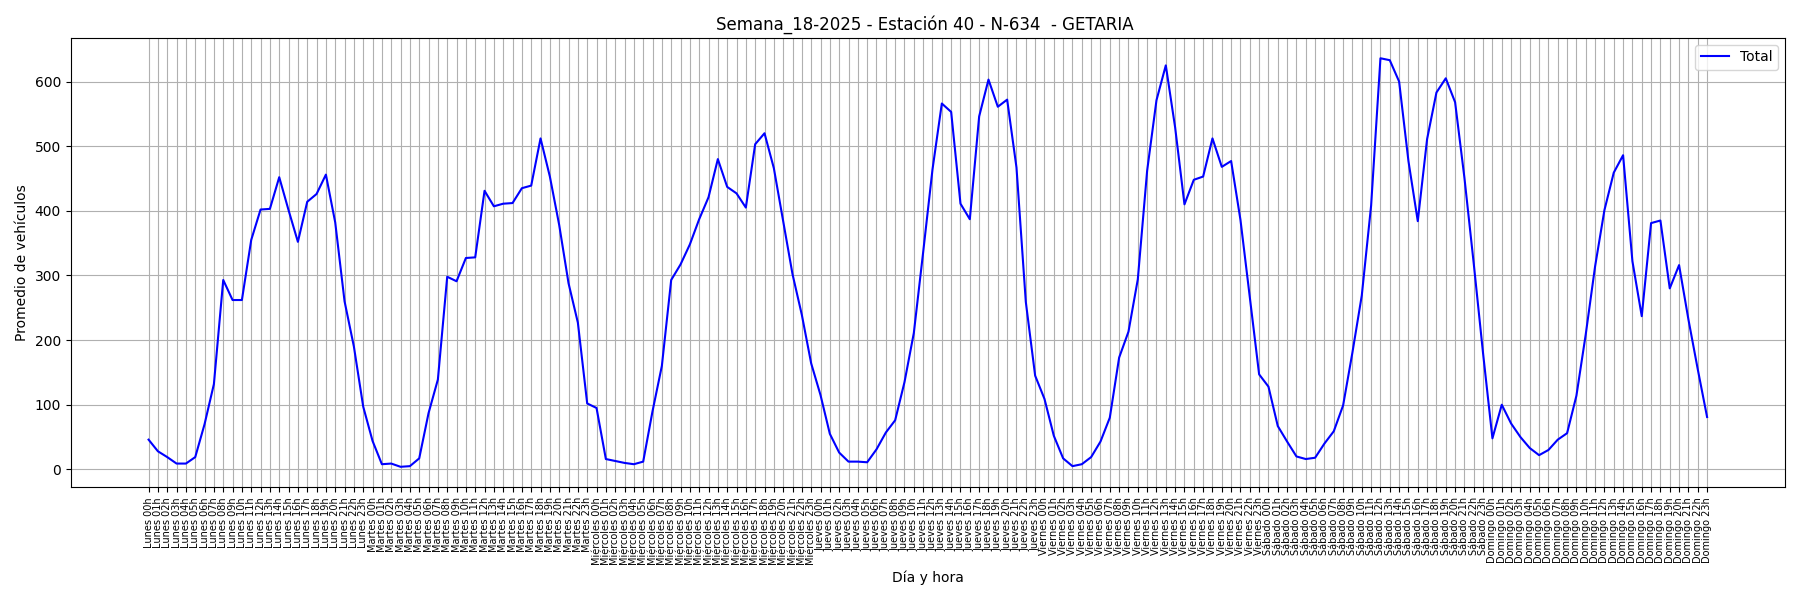 Semana_18-2025 - Estación 40 - N-634  - GETARIA
Total
Promedio de vehículos
600
500
400
300
200
100
0
Lunes 00h
Lunes 01h
Lunes 02h
Lunes 03h
Lunes 04h
Lunes 05h
Lunes 06h
Lunes 07h
Lunes 08h
Lunes 09h
Lunes 10h
Lunes 11h
Lunes 12h
Lunes 13h
Lunes 14h
Lunes 15h
Lunes 16h
Lunes 17h
Lunes 18h
Lunes 19h
Lunes 20h
Lunes 21h
Lunes 22h
Lunes 23h
Martes 00h
Martes 01h
Martes 02h
Martes 03h
Martes 04h
Martes 05h
Martes 06h
Martes 07h
Martes 08h
Martes 09h
Martes 10h
Martes 11h
Martes 12h
Martes 13h
Martes 14h
Martes 15h
Martes 16h
Martes 17h
Martes 18h
Martes 19h
Martes 20h
Martes 21h
Martes 22h
Martes 23h
Miércoles 00h
Miércoles 01h
Miércoles 02h
Miércoles 03h
Miércoles 04h
Miércoles 05h
Miércoles 06h
Miércoles 07h
Miércoles 08h
Miércoles 09h
Miércoles 10h
Miércoles 11h
Miércoles 12h
Miércoles 13h
Miércoles 14h
Miércoles 15h
Miércoles 16h
Miércoles 17h
Miércoles 18h
Miércoles 19h
Miércoles 20h
Miércoles 21h
Miércoles 22h
Miércoles 23h
Jueves 00h
Jueves 01h
Jueves 02h
Jueves 03h
Jueves 04h
Jueves 05h
Jueves 06h
Jueves 07h
Jueves 08h
Jueves 09h
Jueves 10h
Jueves 11h
Jueves 12h
Jueves 13h
Jueves 14h
Jueves 15h
Jueves 16h
Jueves 17h
Jueves 18h
Jueves 19h
Jueves 20h
Jueves 21h
Jueves 22h
Jueves 23h
Viernes 00h
Viernes 01h
Viernes 02h
Viernes 03h
Viernes 04h
Viernes 05h
Viernes 06h
Viernes 07h
Viernes 08h
Viernes 09h
Viernes 10h
Viernes 11h
Viernes 12h
Viernes 13h
Viernes 14h
Viernes 15h
Viernes 16h
Viernes 17h
Viernes 18h
Viernes 19h
Viernes 20h
Viernes 21h
Viernes 22h
Viernes 23h
Sábado 00h
Sábado 01h
Sábado 02h
Sábado 03h
Sábado 04h
Sábado 05h
Sábado 06h
Sábado 07h
Sábado 08h
Sábado 09h
Sábado 10h
Sábado 11h
Sábado 12h
Sábado 13h
Sábado 14h
Sábado 15h
Sábado 16h
Sábado 17h
Sábado 18h
Sábado 19h
Sábado 20h
Sábado 21h
Sábado 22h
Sábado 23h
Domingo 00h
Domingo 01h
Domingo 02h
Domingo 03h
Domingo 04h
Domingo 05h
Domingo 06h
Domingo 07h
Domingo 08h
Domingo 09h
Domingo 10h
Domingo 11h
Domingo 12h
Domingo 13h
Domingo 14h
Domingo 15h
Domingo 16h
Domingo 17h
Domingo 18h
Domingo 19h
Domingo 20h
Domingo 21h
Domingo 22h
Domingo 23h
Día y hora